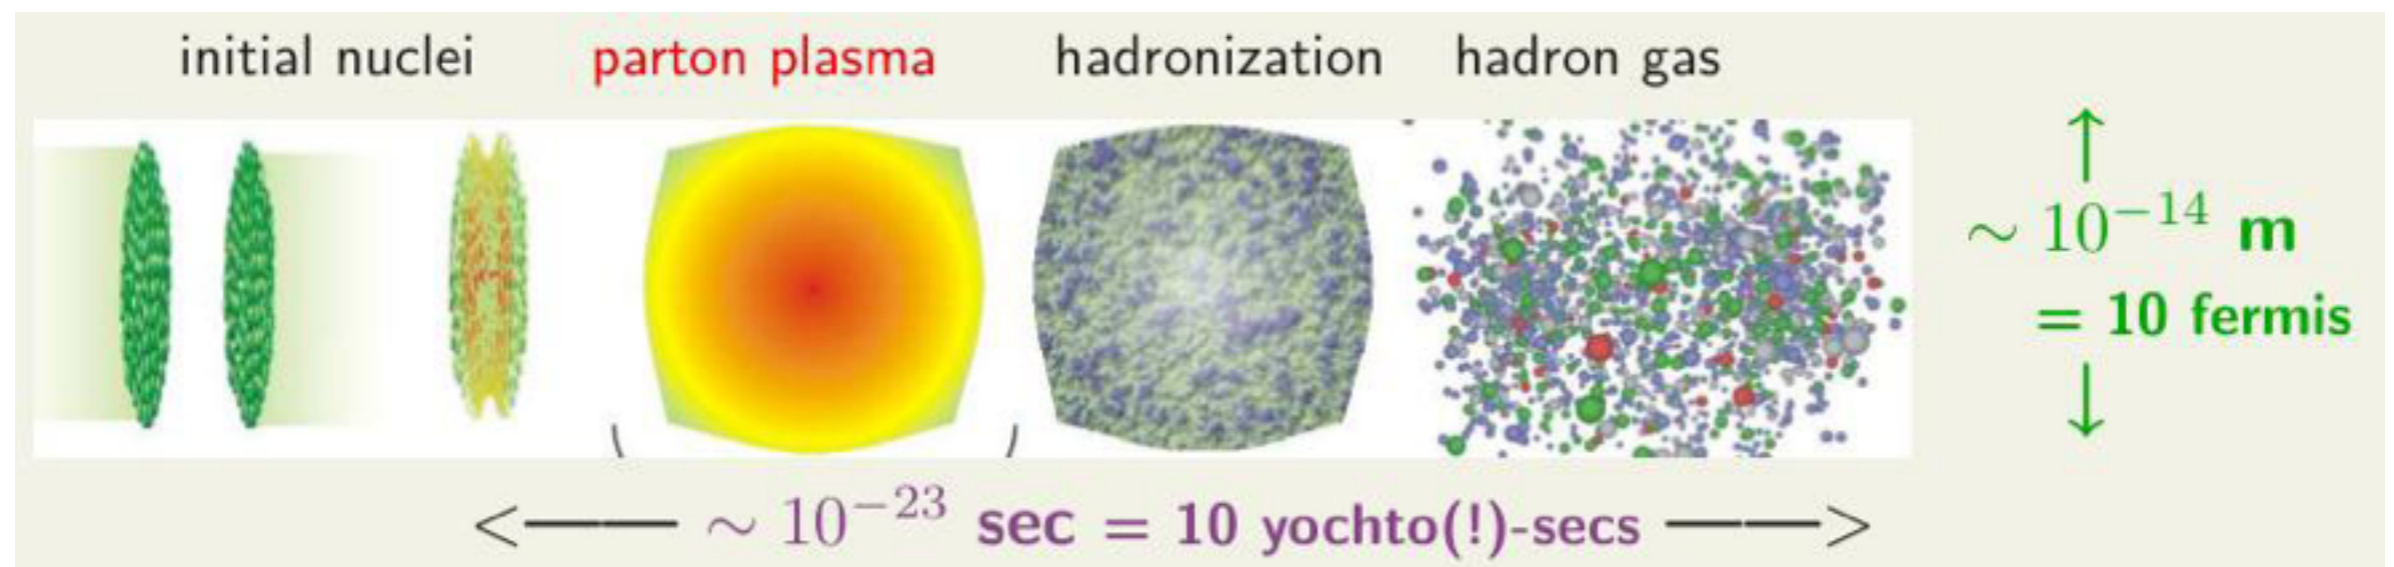 initial nuclei parton plasma hadronization hadron gas
∼ 10⁻¹⁴ m
= 10 fermis
<—— ∼ 10⁻²³ sec = 10 yochto(!)-secs ——>